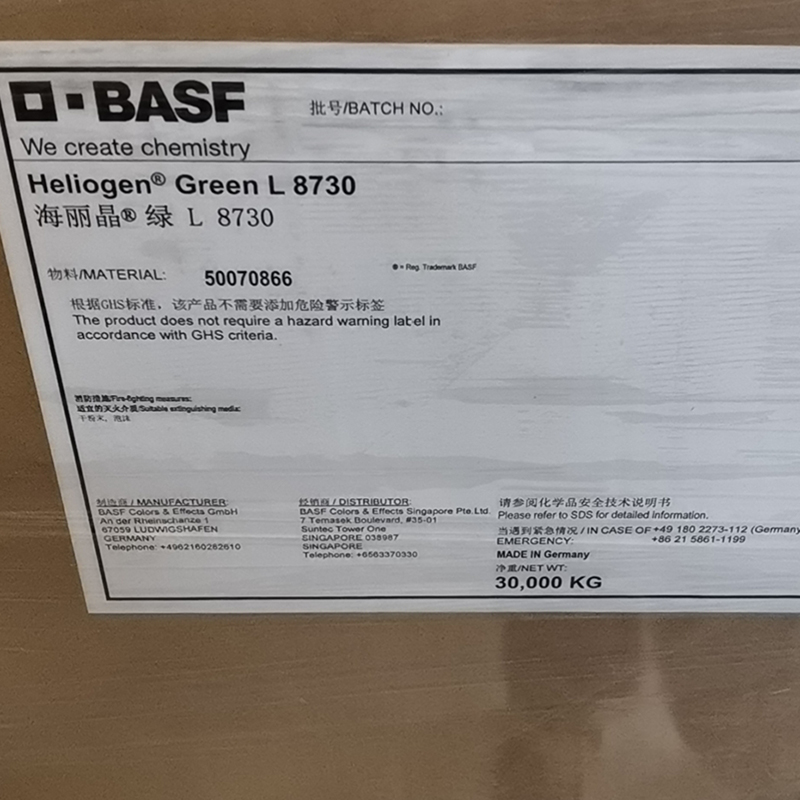 BASF
We create chemistry
批号/BATCH NO.:
Heliogen® Green L 8730
海丽晶® 绿 L 8730
物料/MATERIAL: 50070866
® = Reg. Trademark BASF
根据GHS标准，该产品不需要添加危险警示标签
The product does not require a hazard warning label in
accordance with GHS criteria.
消防措施/Fire-fighting measures:
适宜的灭火介质/Suitable extinguishing media:
干粉末，泡沫
制造商 / MANUFACTURER:
BASF Colors & Effects GmbH
An der Rheinschanze 1
67059 LUDWIGSHAFEN
GERMANY
Telephone: +4962160282610
经销商 / DISTRIBUTOR:
BASF Colors & Effects Singapore Pte.Ltd.
7 Temasek Boulevard, #35-01
Suntec Tower One
SINGAPORE 038987
SINGAPORE
Telephone: +6563370330
请参阅化学品安全技术说明书
Please refer to SDS for detailed information.
当遇到紧急情况 / IN CASE OF +49 180 2273-112 (Germany
EMERGENCY: +86 21 5861-1199
MADE IN Germany
净重/NET WT:
30,000 KG